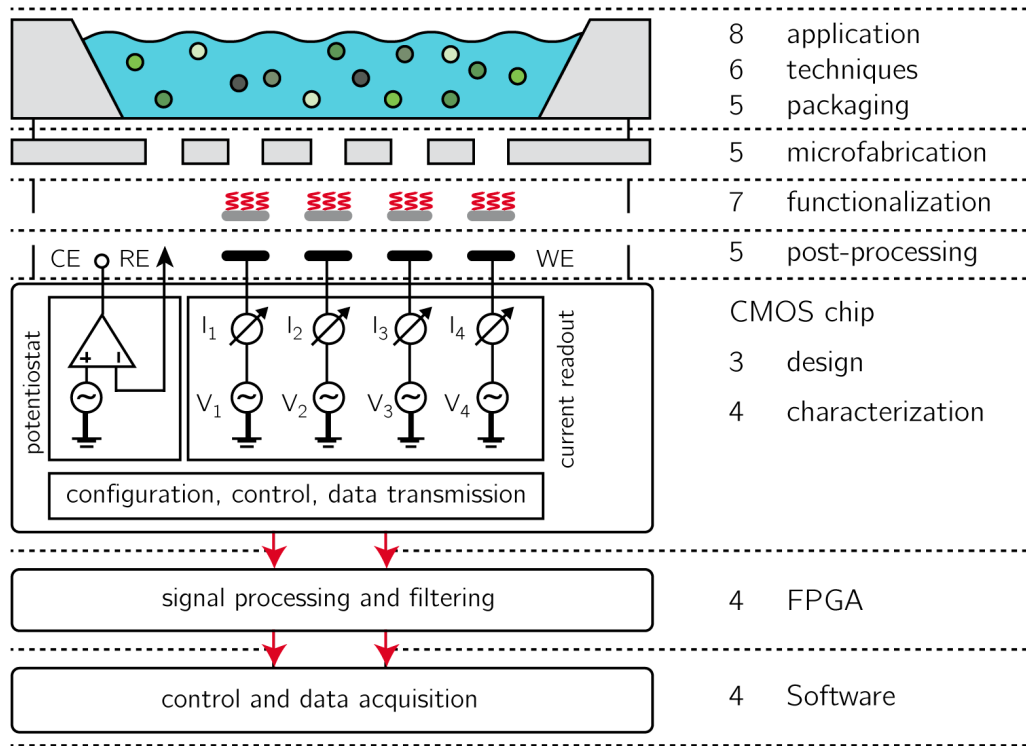 8 application
6 techniques
5 packaging
5 microfabrication
7 functionalization
CE RE WE
5 post-processing
potentiostat
+ −
I1 I2 I3 I4
V1 V2 V3 V4
current readout
configuration, control, data transmission
CMOS chip
3 design
4 characterization
signal processing and filtering
4 FPGA
control and data acquisition
4 Software